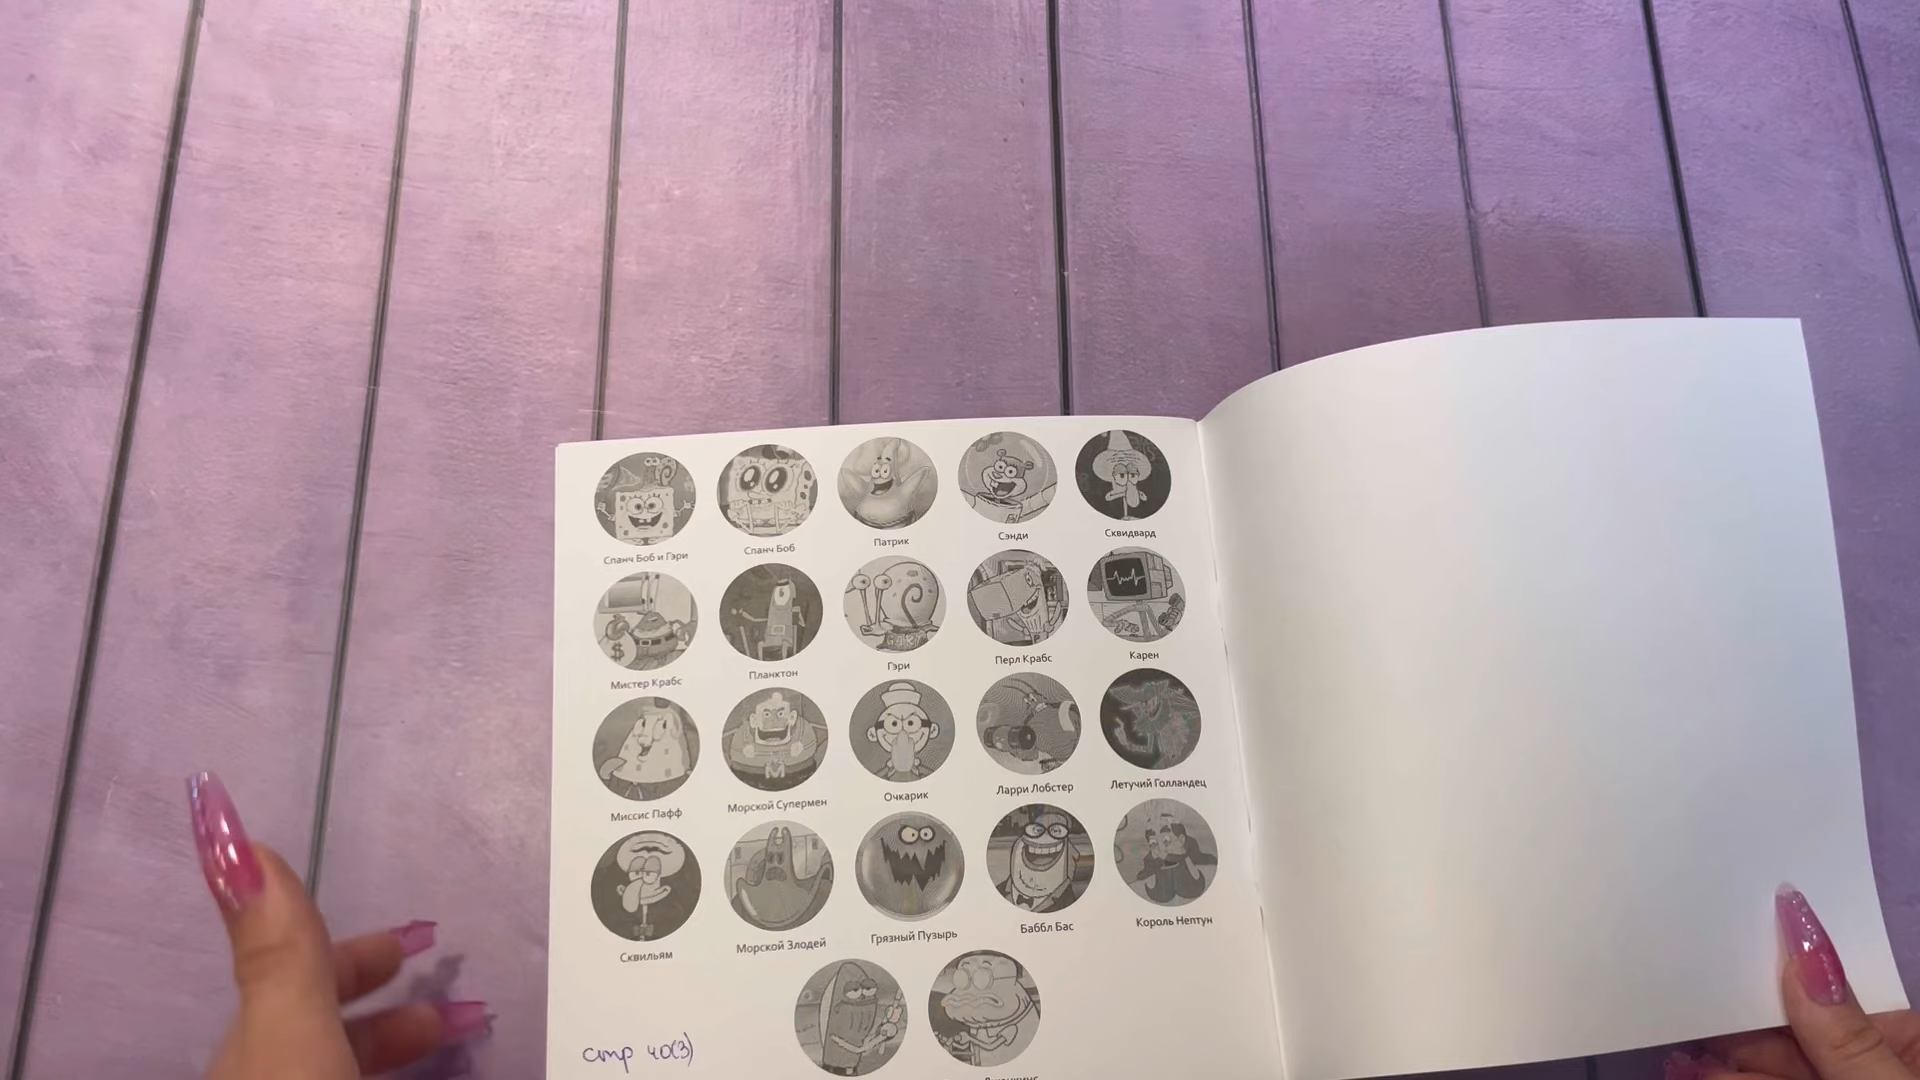 Спанч Боб и Гэри
Спанч Боб
Патрик
Сэнди
Сквидвард
Мистер Крабс
Планктон
Гэри
Перл Крабс
Карен
Миссис Пафф
Морской Супермен
Очкарик
Ларри Лобстер
Летучий Голландец
Сквильям
Морской Злодей
Грязный Пузырь
Баббл Бас
Король Нептун
стр 40(3)